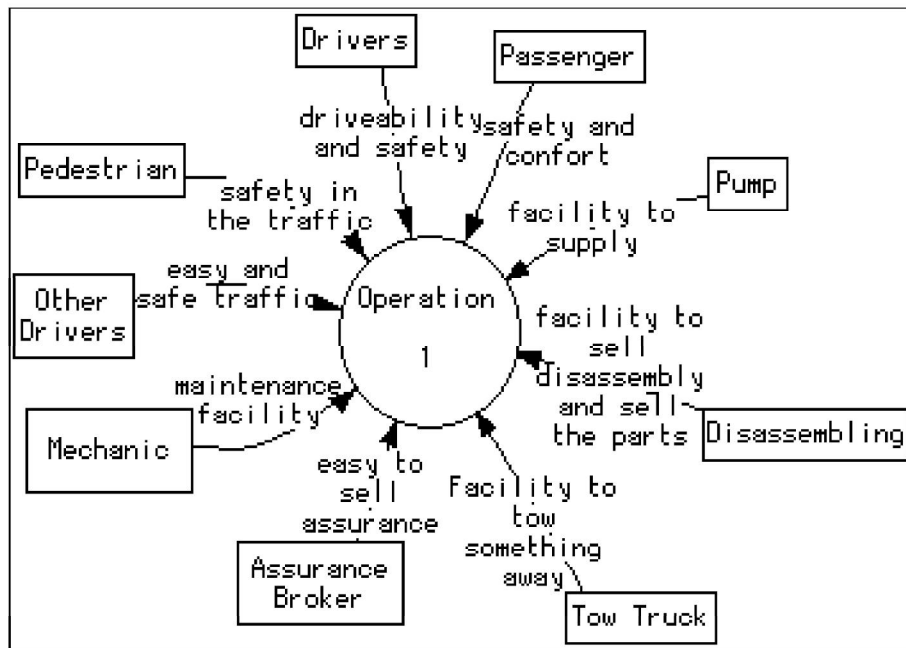 Drivers
Passenger
driveability
and safety
safety and
confort
Pedestrian
safety in
the traffic
Pump
facility to
supply
easy and
safe traffic
Other
Drivers
Operation
1
facility to
sell
disassembly
and sell
the parts
maintenance
facility
Mechanic
Disassembling
easy to
sell
assurance
Facility to
tow
something
away
Assurance
Broker
Tow Truck